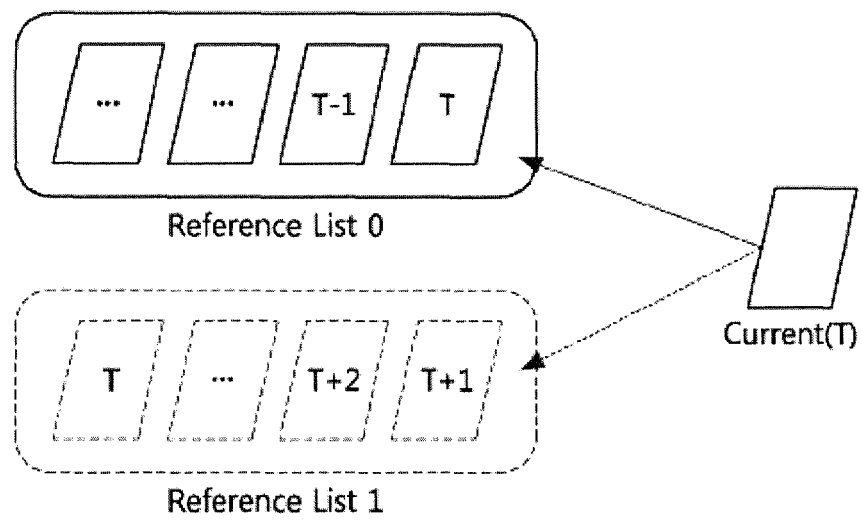 ... ... T-1 T
Reference List 0
Current(T)
T ... T+2 T+1
Reference List 1